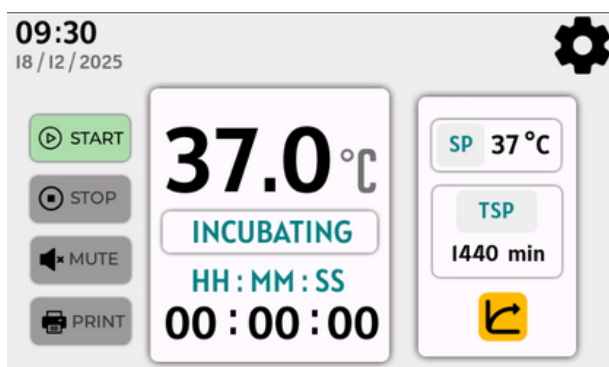 09:30
18/12/2025
START
STOP
MUTE
PRINT
37.0 °C
INCUBATING
HH : MM : SS
00 : 00 : 00
SP 37 °C
TSP
1440 min